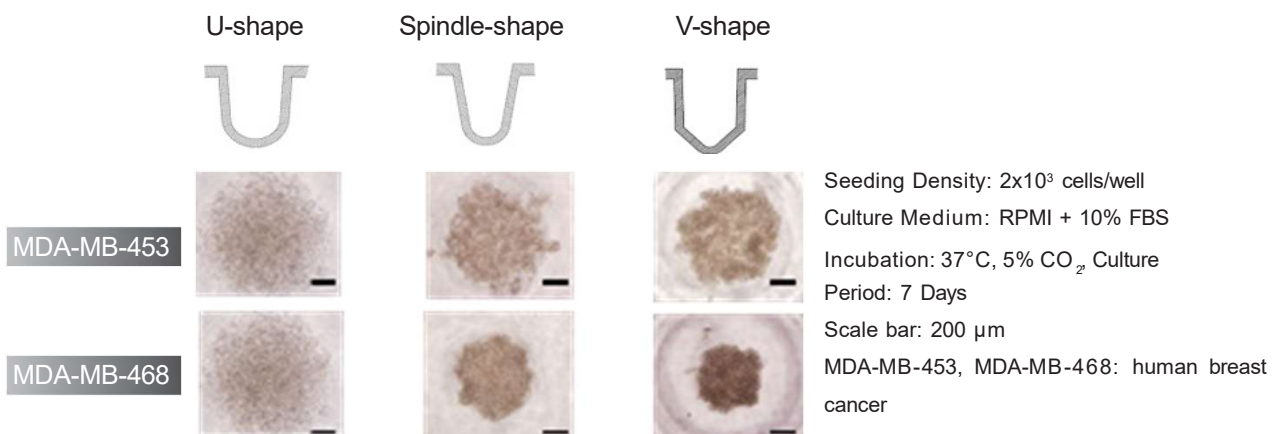 U-shape Spindle-shape V-shape
MDA-MB-453
MDA-MB-468
Seeding Density: 2x10³ cells/well
Culture Medium: RPMI + 10% FBS
Incubation: 37°C, 5% CO₂, Culture
Period: 7 Days
Scale bar: 200 µm
MDA-MB-453, MDA-MB-468: human breast
cancer